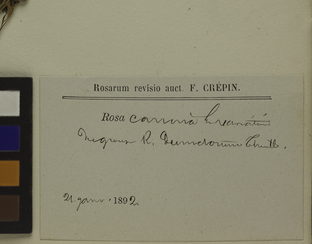 Rosarum revisio auct. F. CRÉPIN.
Rosa canina
R. dumetorum Thuill.
21 janv. 1892